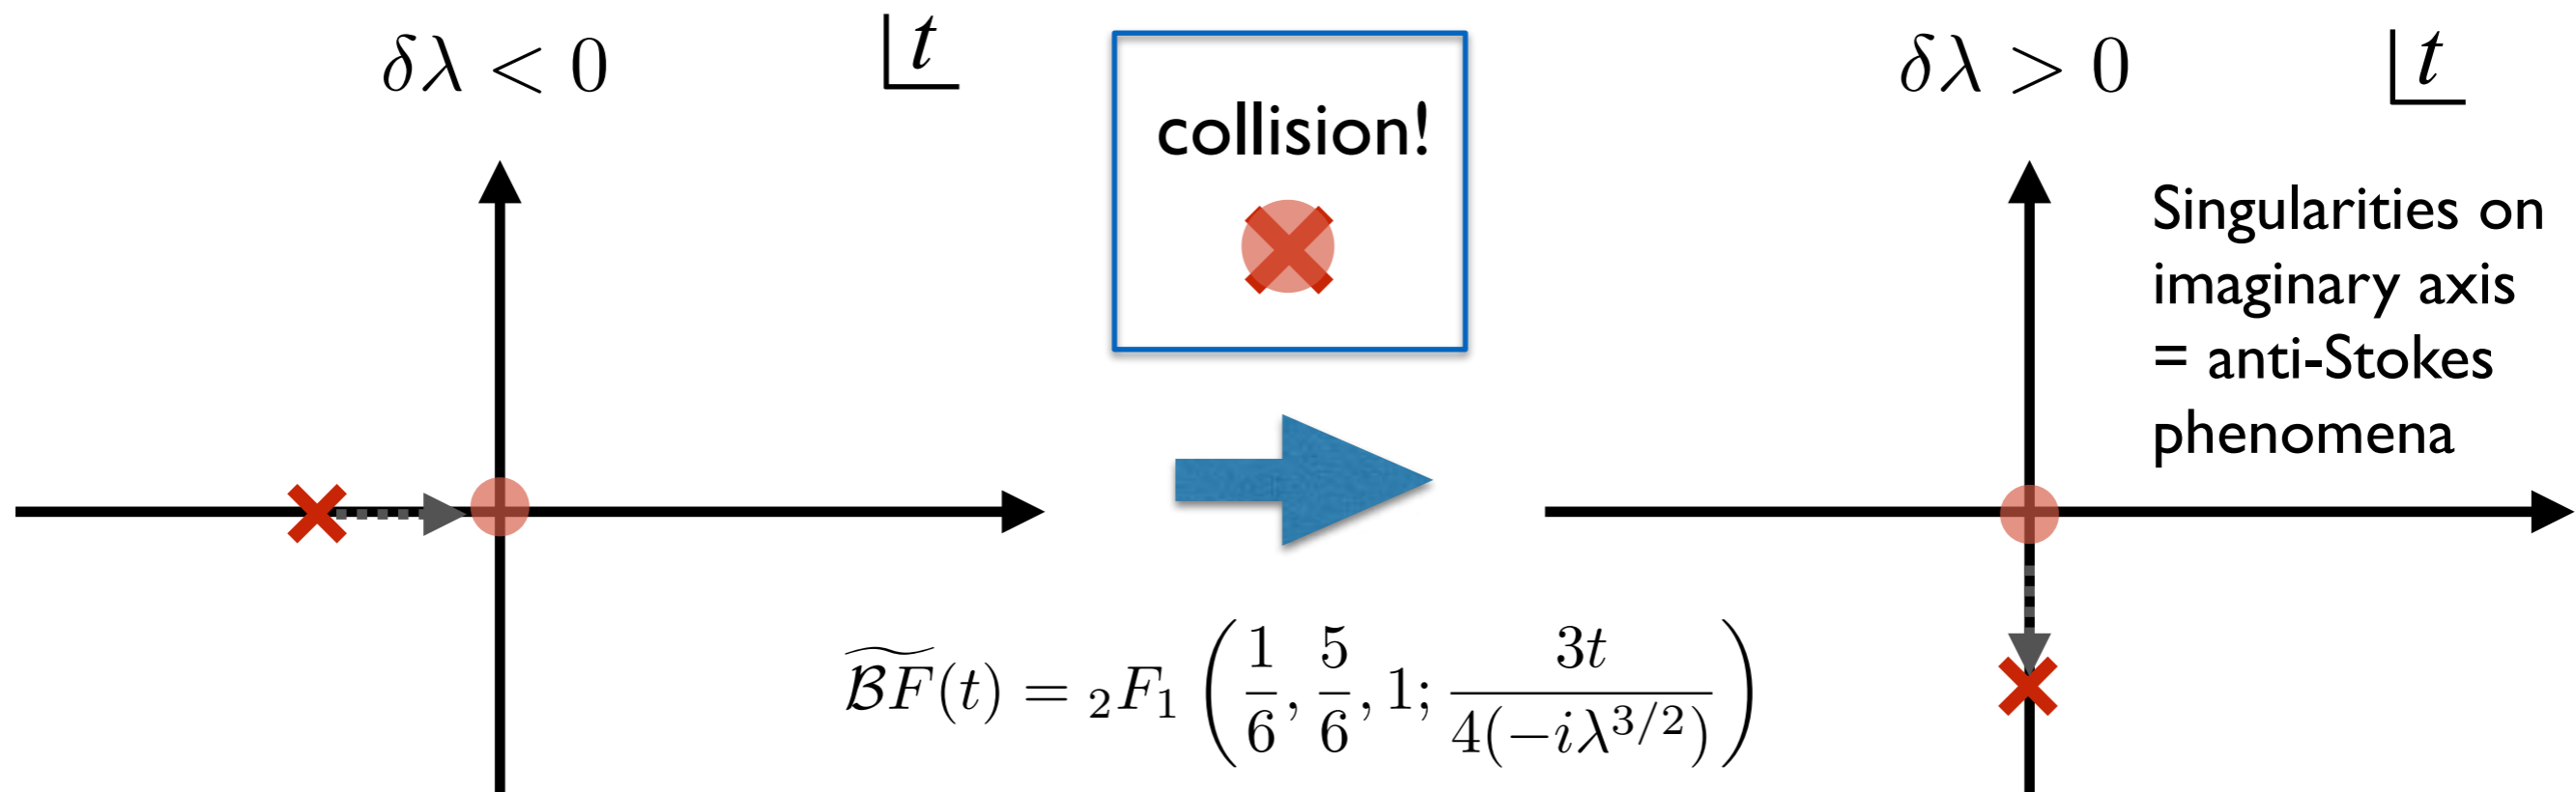 δλ < 0
t
collision!
δλ > 0
t
Singularities on
imaginary axis
= anti-Stokes
phenomena
$\widetilde{\mathcal{B}F}(t) = {}_2F_1\left(\frac{1}{6}, \frac{5}{6}, 1; \frac{3t}{4(-i\lambda^{3/2})}\right)$